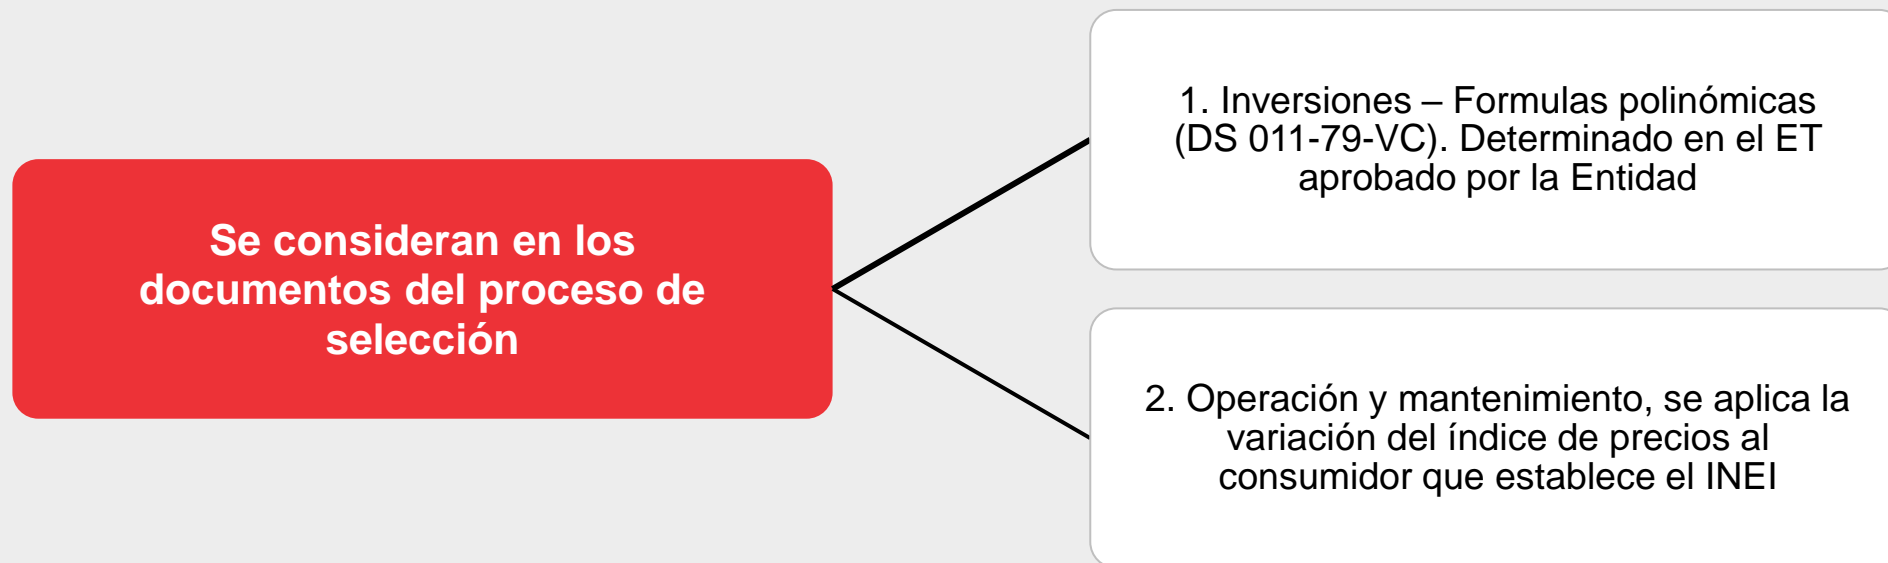 Se consideran en los
documentos del proceso de
selección
1. Inversiones – Formulas polinómicas
(DS 011-79-VC). Determinado en el ET
aprobado por la Entidad
2. Operación y mantenimiento, se aplica la
variación del índice de precios al
consumidor que establece el INEI